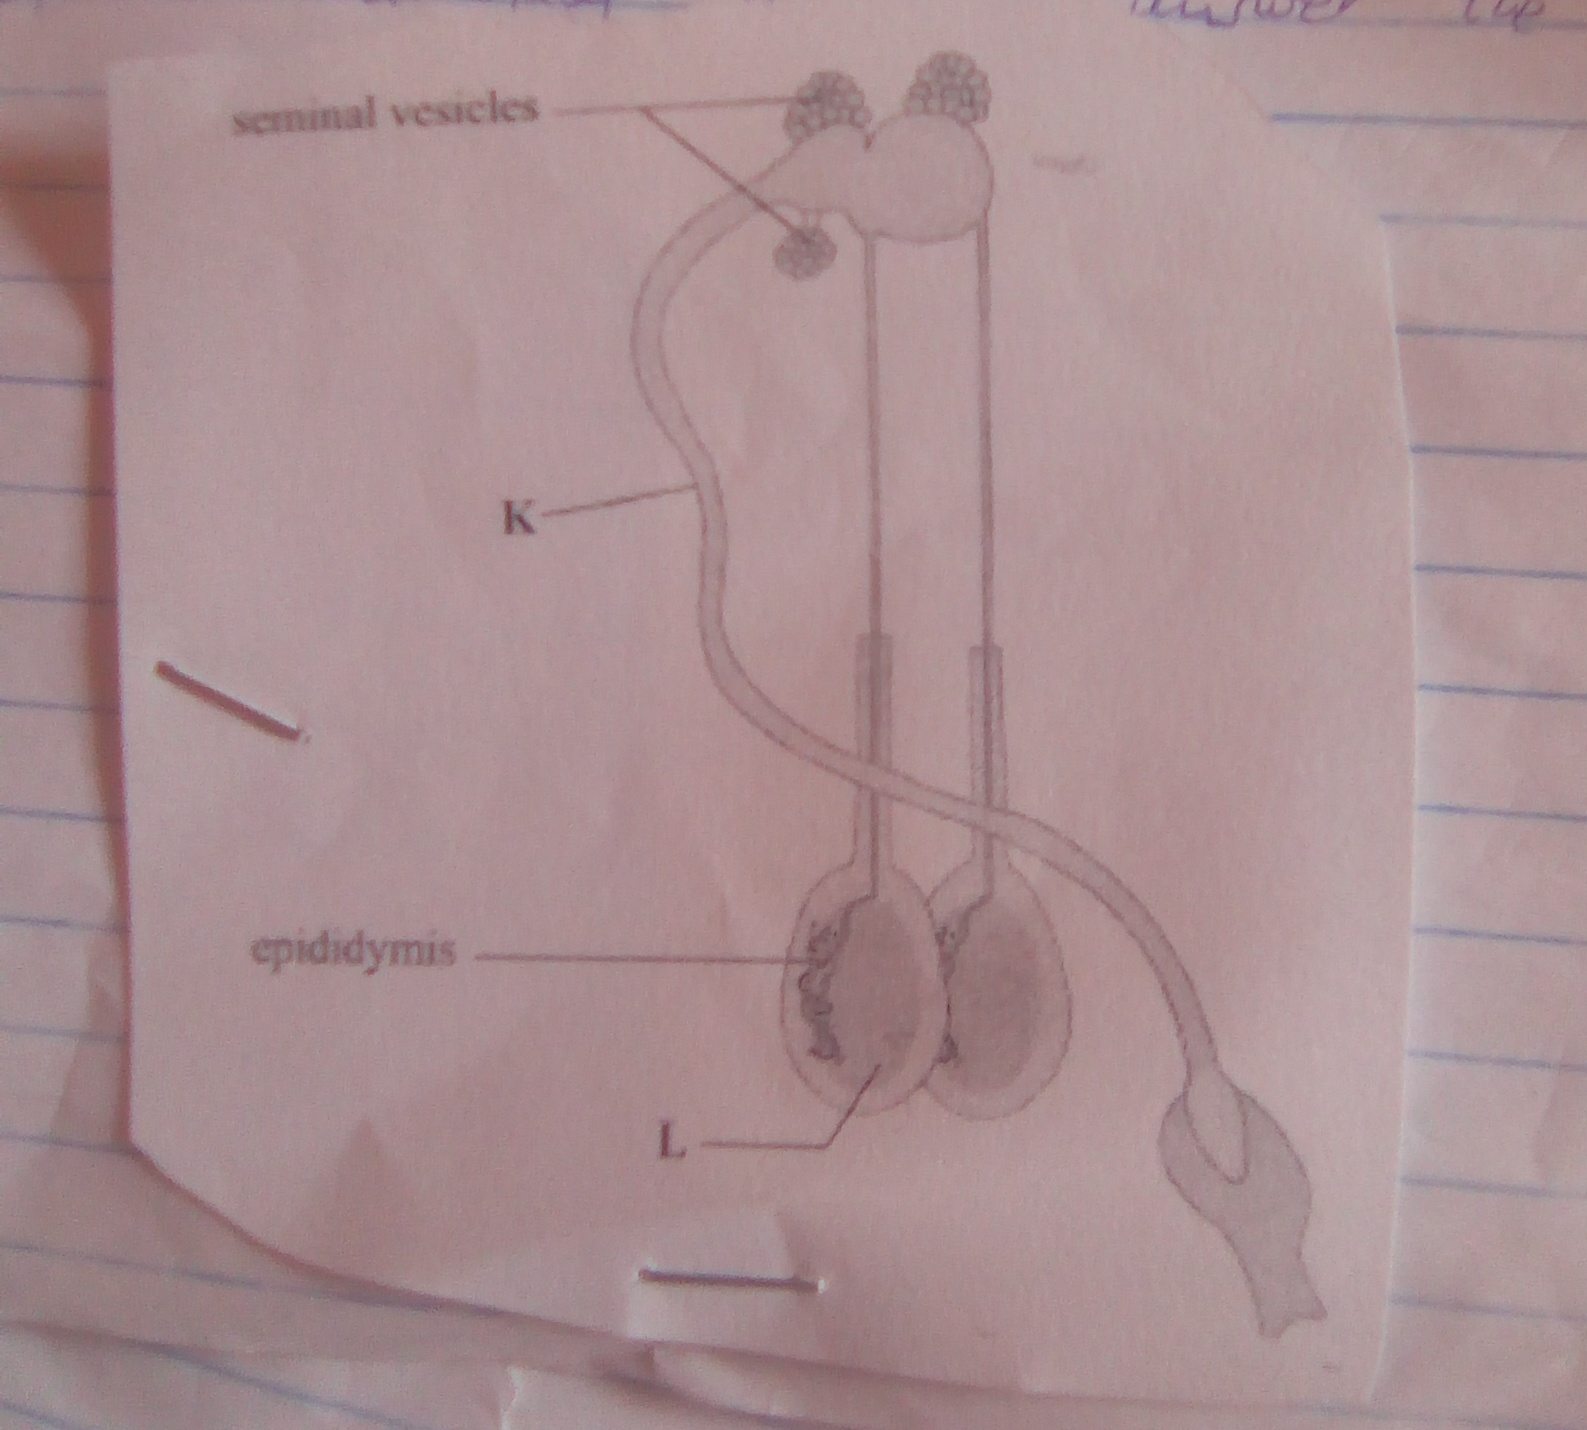 seminal vesicles
K
epididymis
L